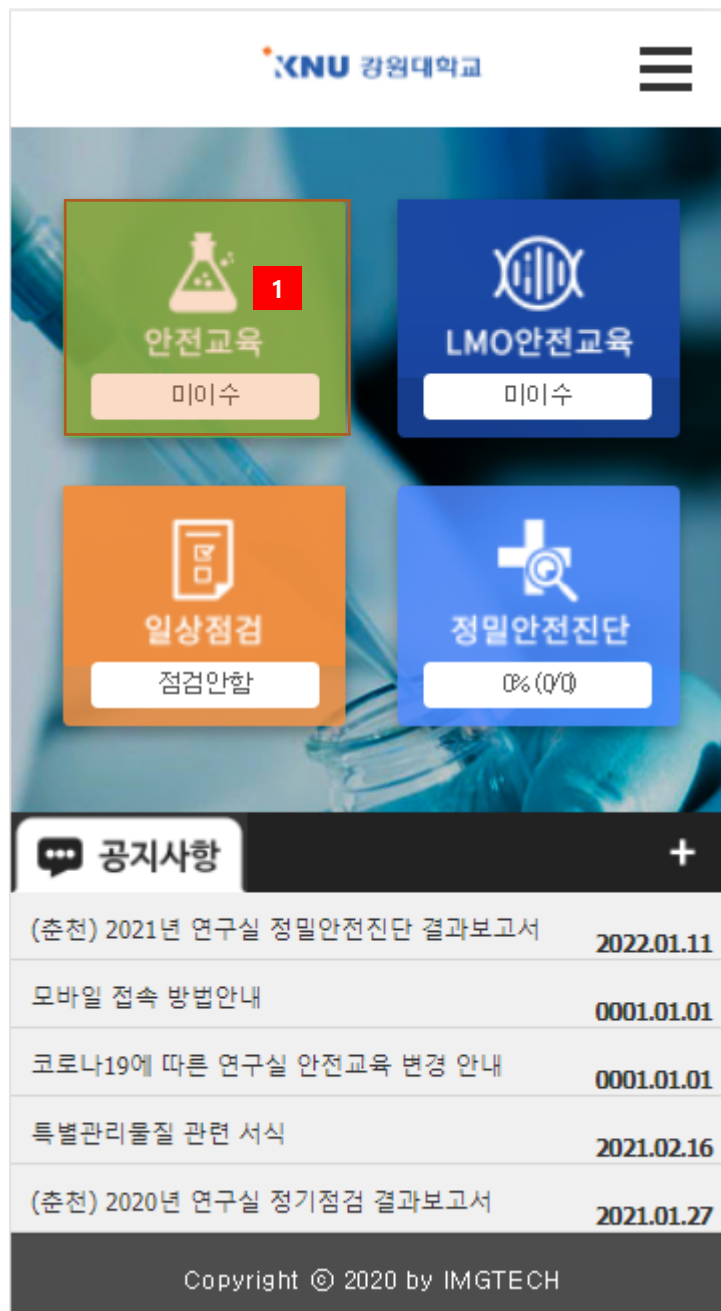 KNU 강원대학교
1
안전교육
미이수
LMO안전교육
미이수
일상점검
점검안함
정밀안전진단
0% (0/0)
공지사항 +
(춘천) 2021년 연구실 정밀안전진단 결과보고서 2022.01.11
모바일 접속 방법안내 0001.01.01
코로나19에 따른 연구실 안전교육 변경 안내 0001.01.01
특별관리물질 관련 서식 2021.02.16
(춘천) 2020년 연구실 정기점검 결과보고서 2021.01.27
Copyright ⓒ 2020 by IMGTECH